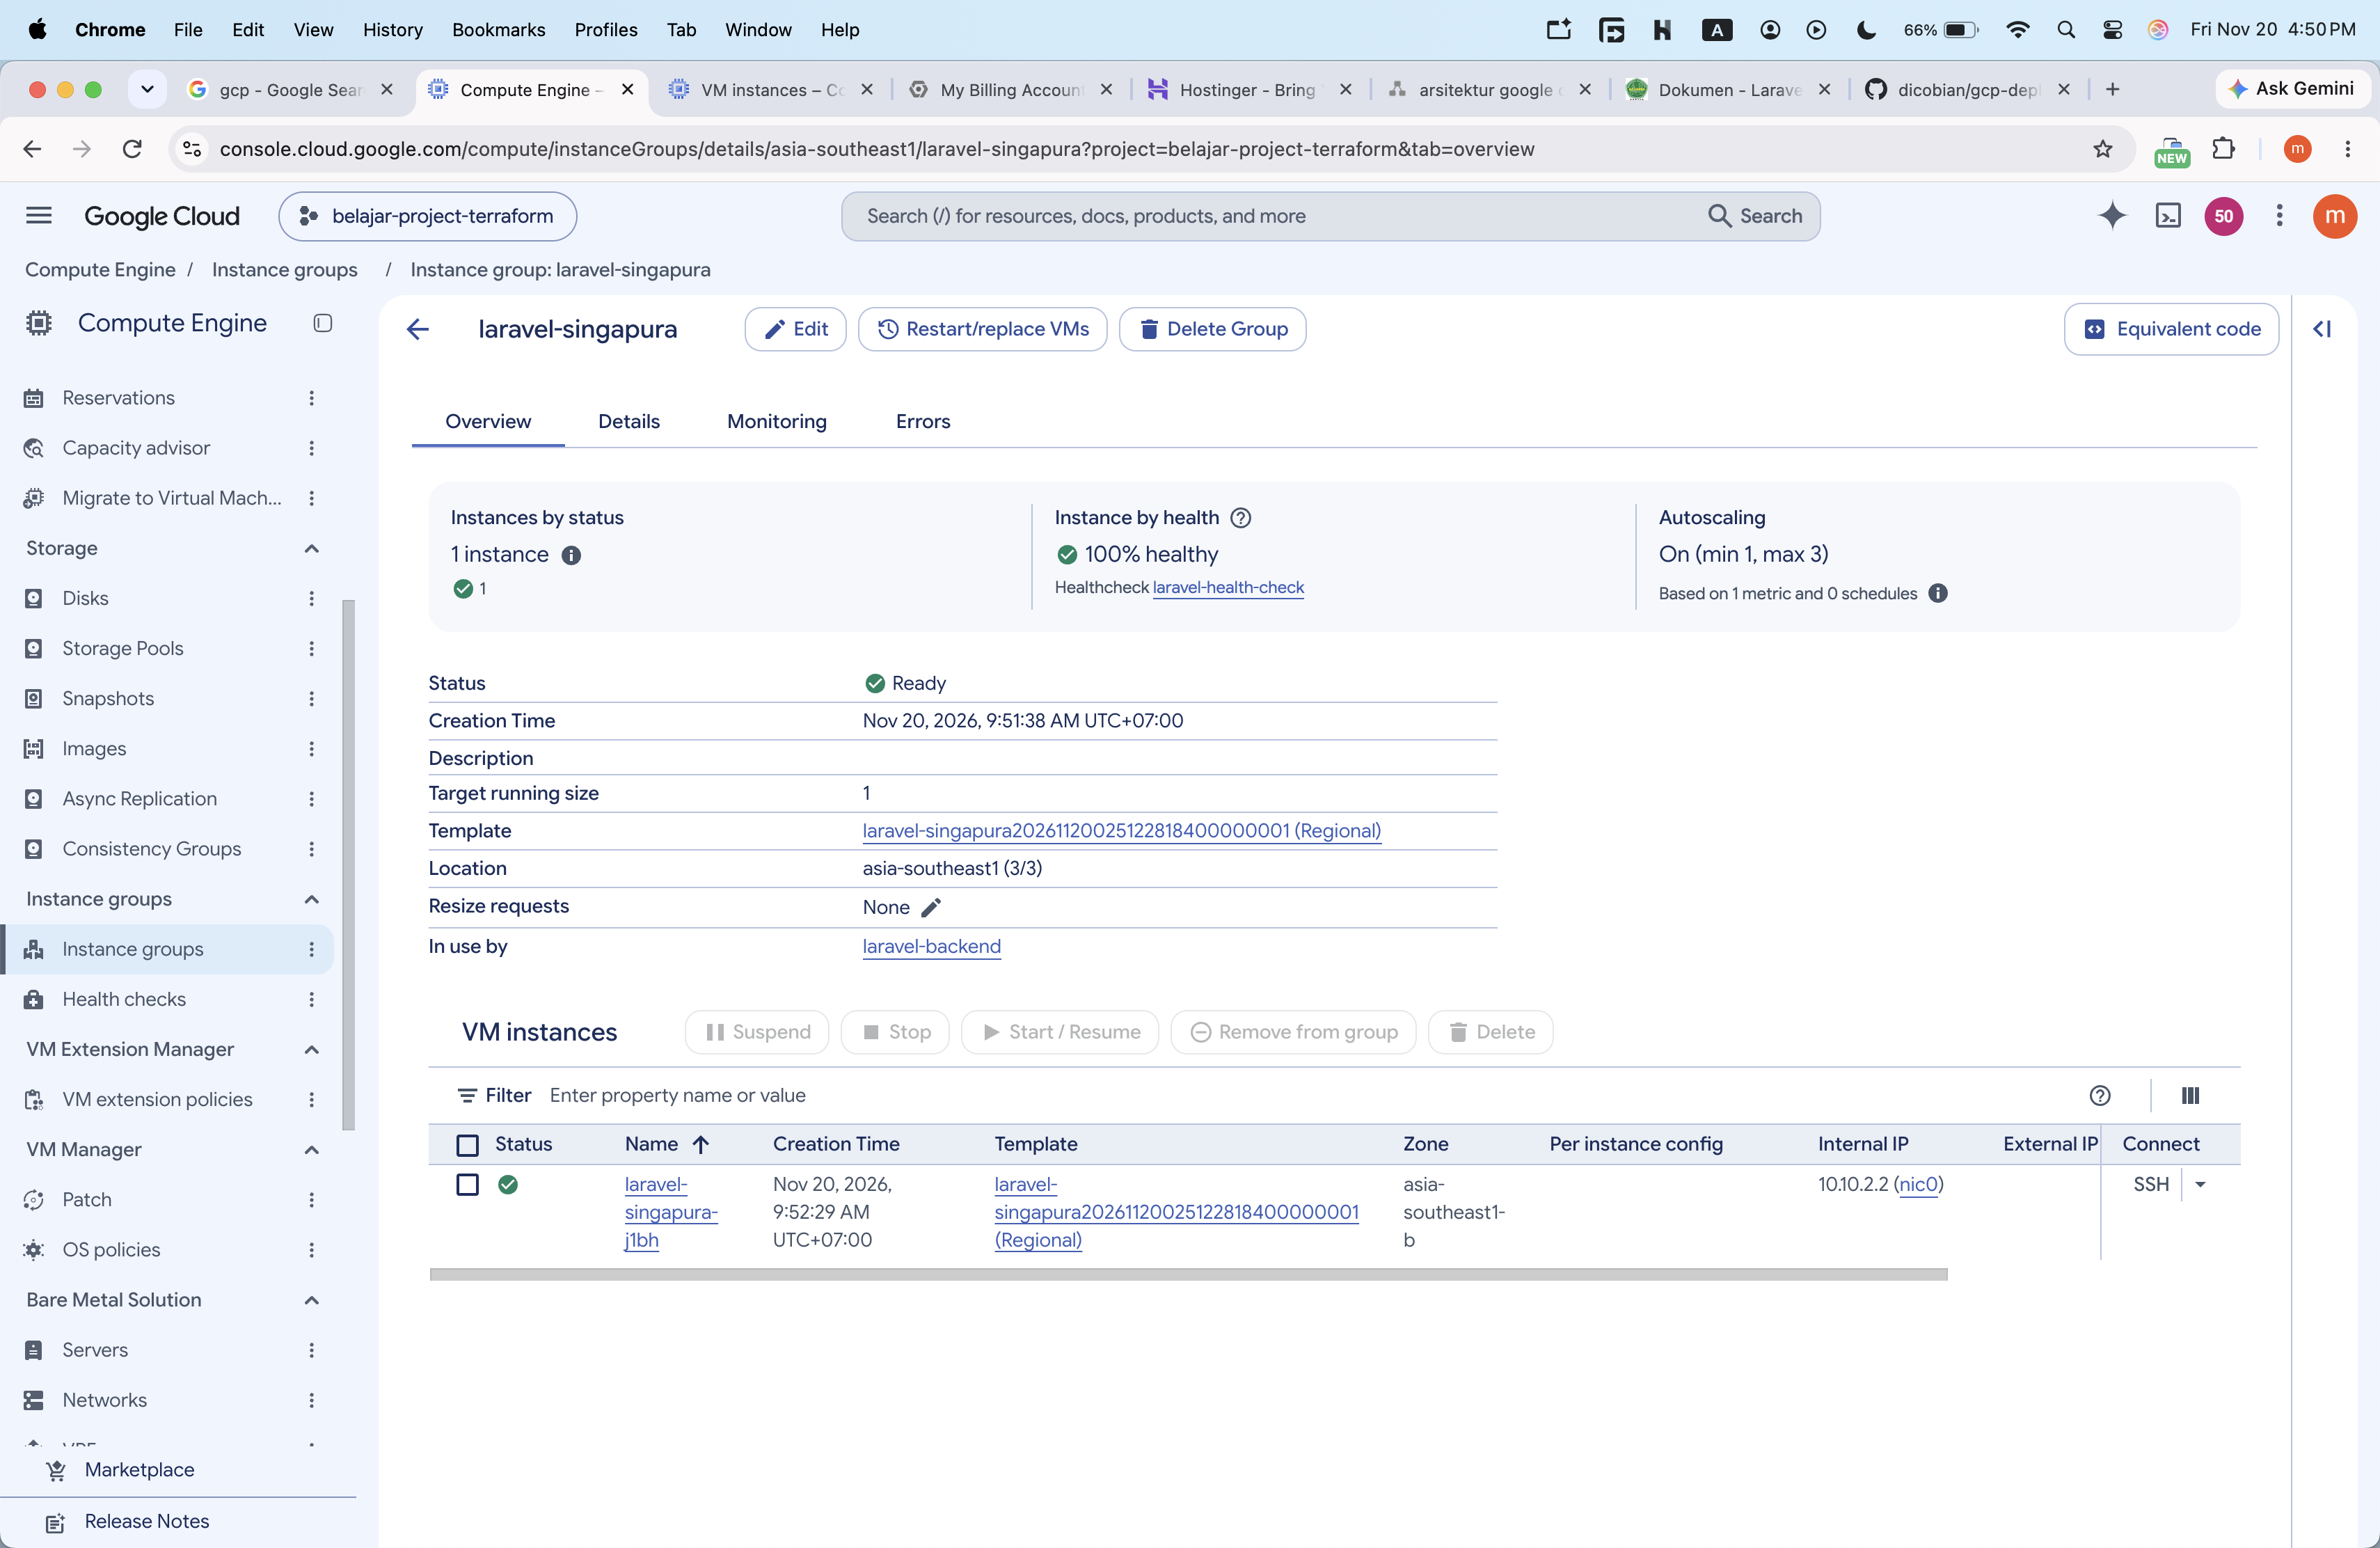 Chrome File Edit View History Bookmarks Profiles Tab Window Help
A 66% Fri Nov 20 4:50 PM
gcp - Google Sear
Compute Engine –
VM instances – Co
My Billing Accoun
Hostinger - Bring
arsitektur google
Dokumen - Larave
dicobian/gcp-dep
Ask Gemini
console.cloud.google.com/compute/instanceGroups/details/asia-southeast1/laravel-singapura?project=belajar-project-terraform&tab=overview
NEW
m
Google Cloud
belajar-project-terraform
Search (/) for resources, docs, products, and more
Search
50
m
Compute Engine / Instance groups / Instance group: laravel-singapura
Compute Engine
Reservations
Capacity advisor
Migrate to Virtual Mach...
Storage
Disks
Storage Pools
Snapshots
Images
Async Replication
Consistency Groups
Instance groups
Instance groups
Health checks
VM Extension Manager
VM extension policies
VM Manager
Patch
OS policies
Bare Metal Solution
Servers
Networks
Marketplace
Release Notes
laravel-singapura
Edit
Restart/replace VMs
Delete Group
Equivalent code
Overview Details Monitoring Errors
Instances by status
1 instance
1
Instance by health
100% healthy
Healthcheck laravel-health-check
Autoscaling
On (min 1, max 3)
Based on 1 metric and 0 schedules
Status Ready
Creation Time Nov 20, 2026, 9:51:38 AM UTC+07:00
Description
Target running size 1
Template laravel-singapura20261120025122818400000001 (Regional)
Location asia-southeast1 (3/3)
Resize requests None
In use by laravel-backend
VM instances
Suspend
Stop
Start / Resume
Remove from group
Delete
Filter Enter property name or value
Status Name Creation Time Template Zone Per instance config Internal IP External IP Connect
laravel-
singapura-
j1bh
Nov 20, 2026,
9:52:29 AM
UTC+07:00
laravel-
singapura20261120025122818400000001
(Regional)
asia-
southeast1-
b
10.10.2.2 (nic0)
SSH